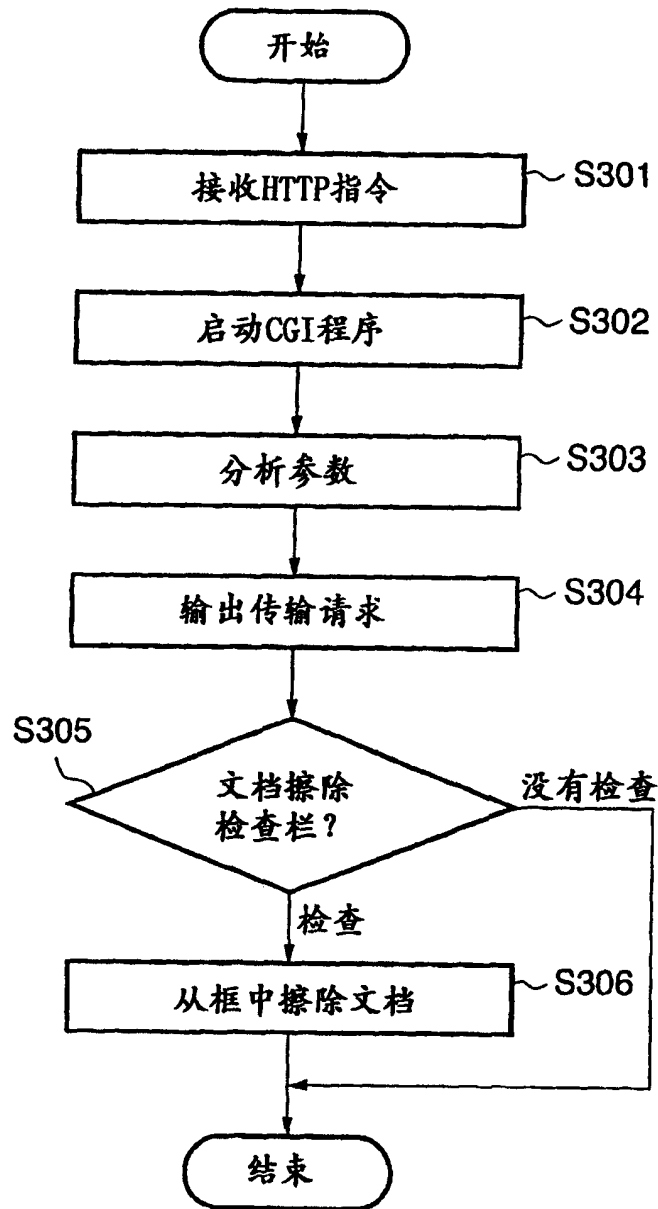 开始
接收HTTP指令
S301
启动CGI程序
S302
分析参数
S303
输出传输请求
S304
S305
文档擦除
检查栏?
没有检查
检查
从框中擦除文档
S306
结束